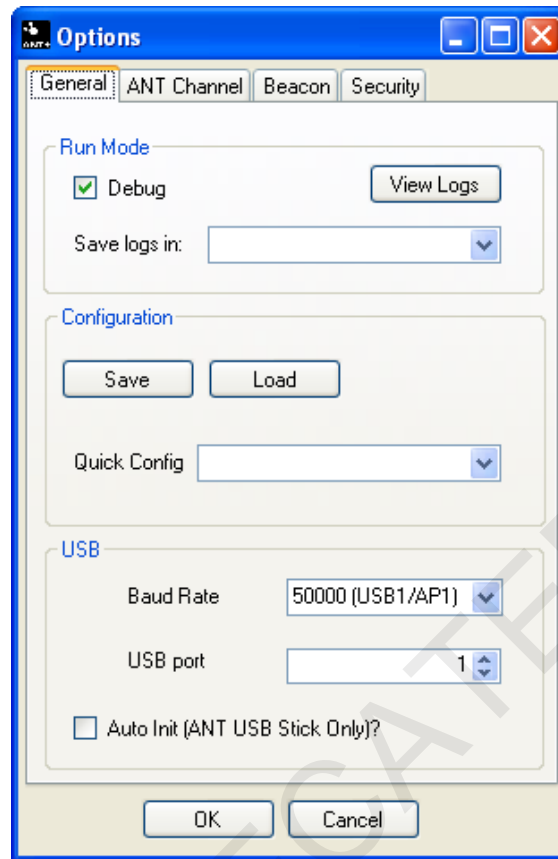 ANT+ Options
General ANT Channel Beacon Security
Run Mode
Debug View Logs
Save logs in:
Configuration
Save Load
Quick Config
USB
Baud Rate 50000 (USB1/AP1)
USB port 1
Auto Init (ANT USB Stick Only)?
OK Cancel